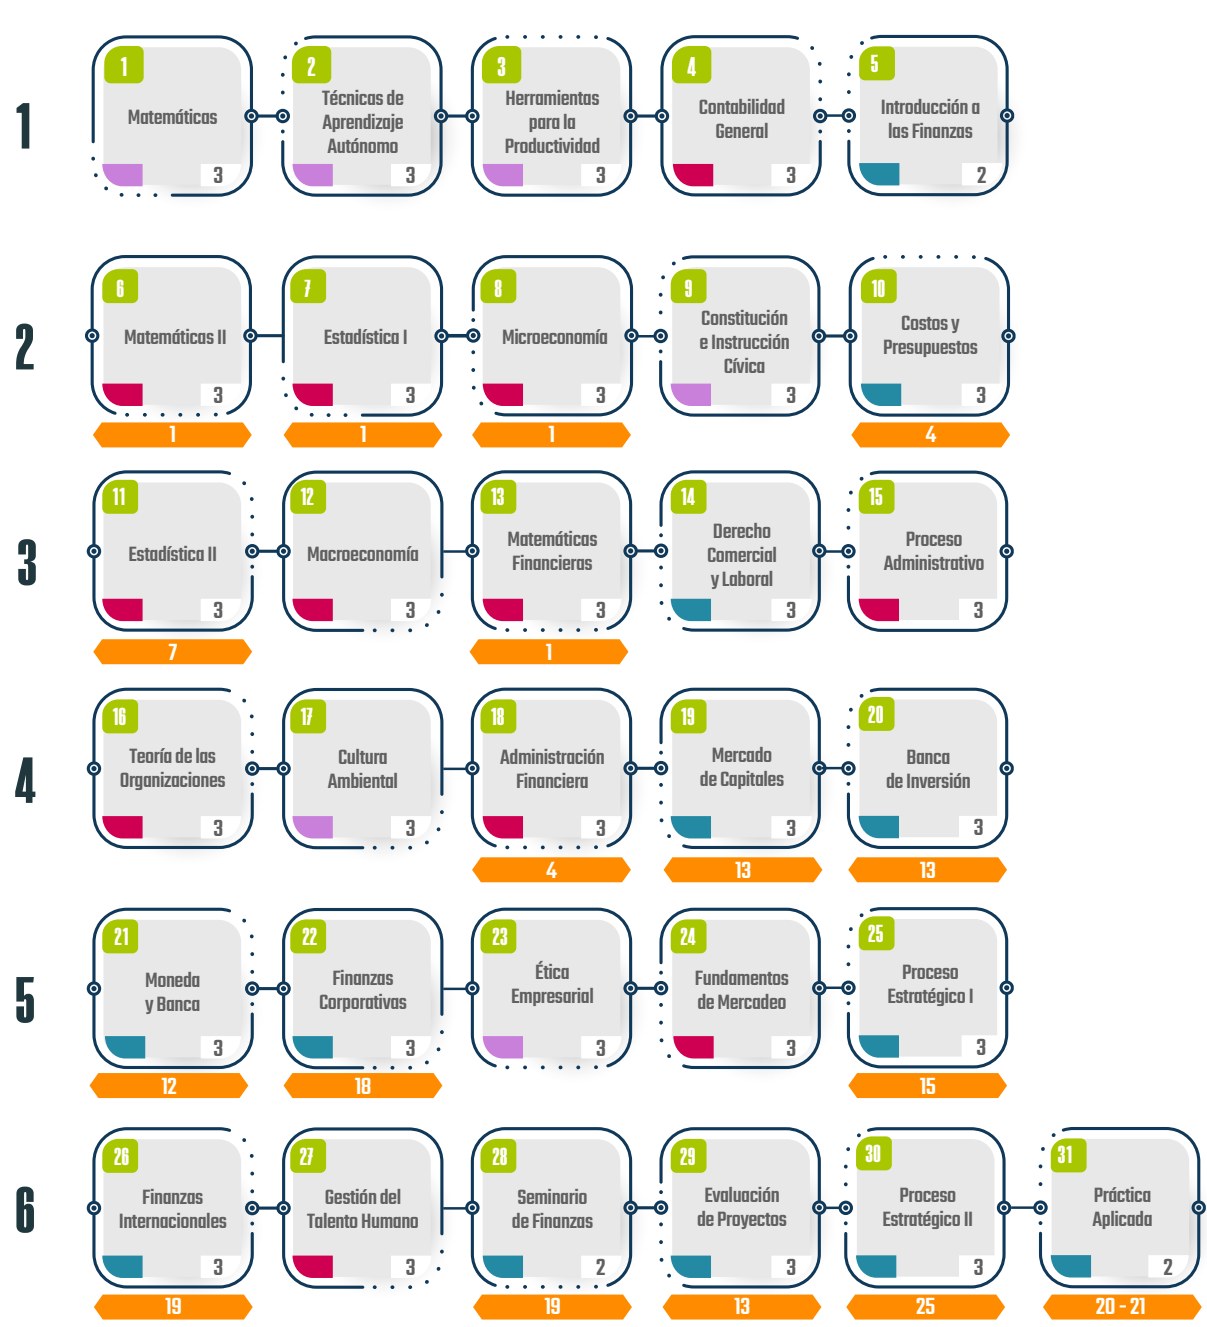 1
1
Matemáticas
3
2
Técnicas de
Aprendizaje
Autónomo
3
3
Herramientas
para la
Productividad
3
4
Contabilidad
General
3
5
Introducción a
las Finanzas
2
2
6
Matemáticas II
3
1
7
Estadística I
3
1
8
Microeconomía
3
1
9
Constitución
e Instrucción
Cívica
3
10
Costos y
Presupuestos
3
4
3
11
Estadística II
3
7
12
Macroeconomía
3
13
Matemáticas
Financieras
3
1
14
Derecho
Comercial
y Laboral
3
15
Proceso
Administrativo
3
4
16
Teoría de las
Organizaciones
3
17
Cultura
Ambiental
3
18
Administración
Financiera
3
4
19
Mercado
de Capitales
3
13
20
Banca
de Inversión
3
13
5
21
Moneda
y Banca
3
12
22
Finanzas
Corporativas
3
18
23
Ética
Empresarial
3
24
Fundamentos
de Mercadeo
3
25
Proceso
Estratégico I
3
15
6
26
Finanzas
Internacionales
3
19
27
Gestión del
Talento Humano
3
28
Seminario
de Finanzas
2
19
29
Evaluación
de Proyectos
3
13
30
Proceso
Estratégico II
3
25
31
Práctica
Aplicada
2
20 - 21